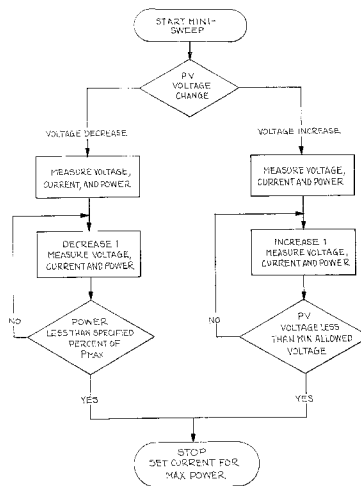 START MINI-
SWEEP
PV
VOLTAGE
CHANGE
VOLTAGE DECREASE
MEASURE VOLTAGE,
CURRENT, AND POWER
DECREASE I
MEASURE VOLTAGE,
CURRENT AND POWER
NO
POWER
LESS THAN SPECIFIED
PERCENT OF
PMAX
YES
VOLTAGE INCREASE
MEASURE VOLTAGE,
CURRENT AND POWER
INCREASE I
MEASURE VOLTAGE,
CURRENT AND POWER
NO
PV
VOLTAGE LESS
THAN MIN ALLOWED
VOLTAGE
YES
STOP
SET CURRENT FOR
MAX POWER